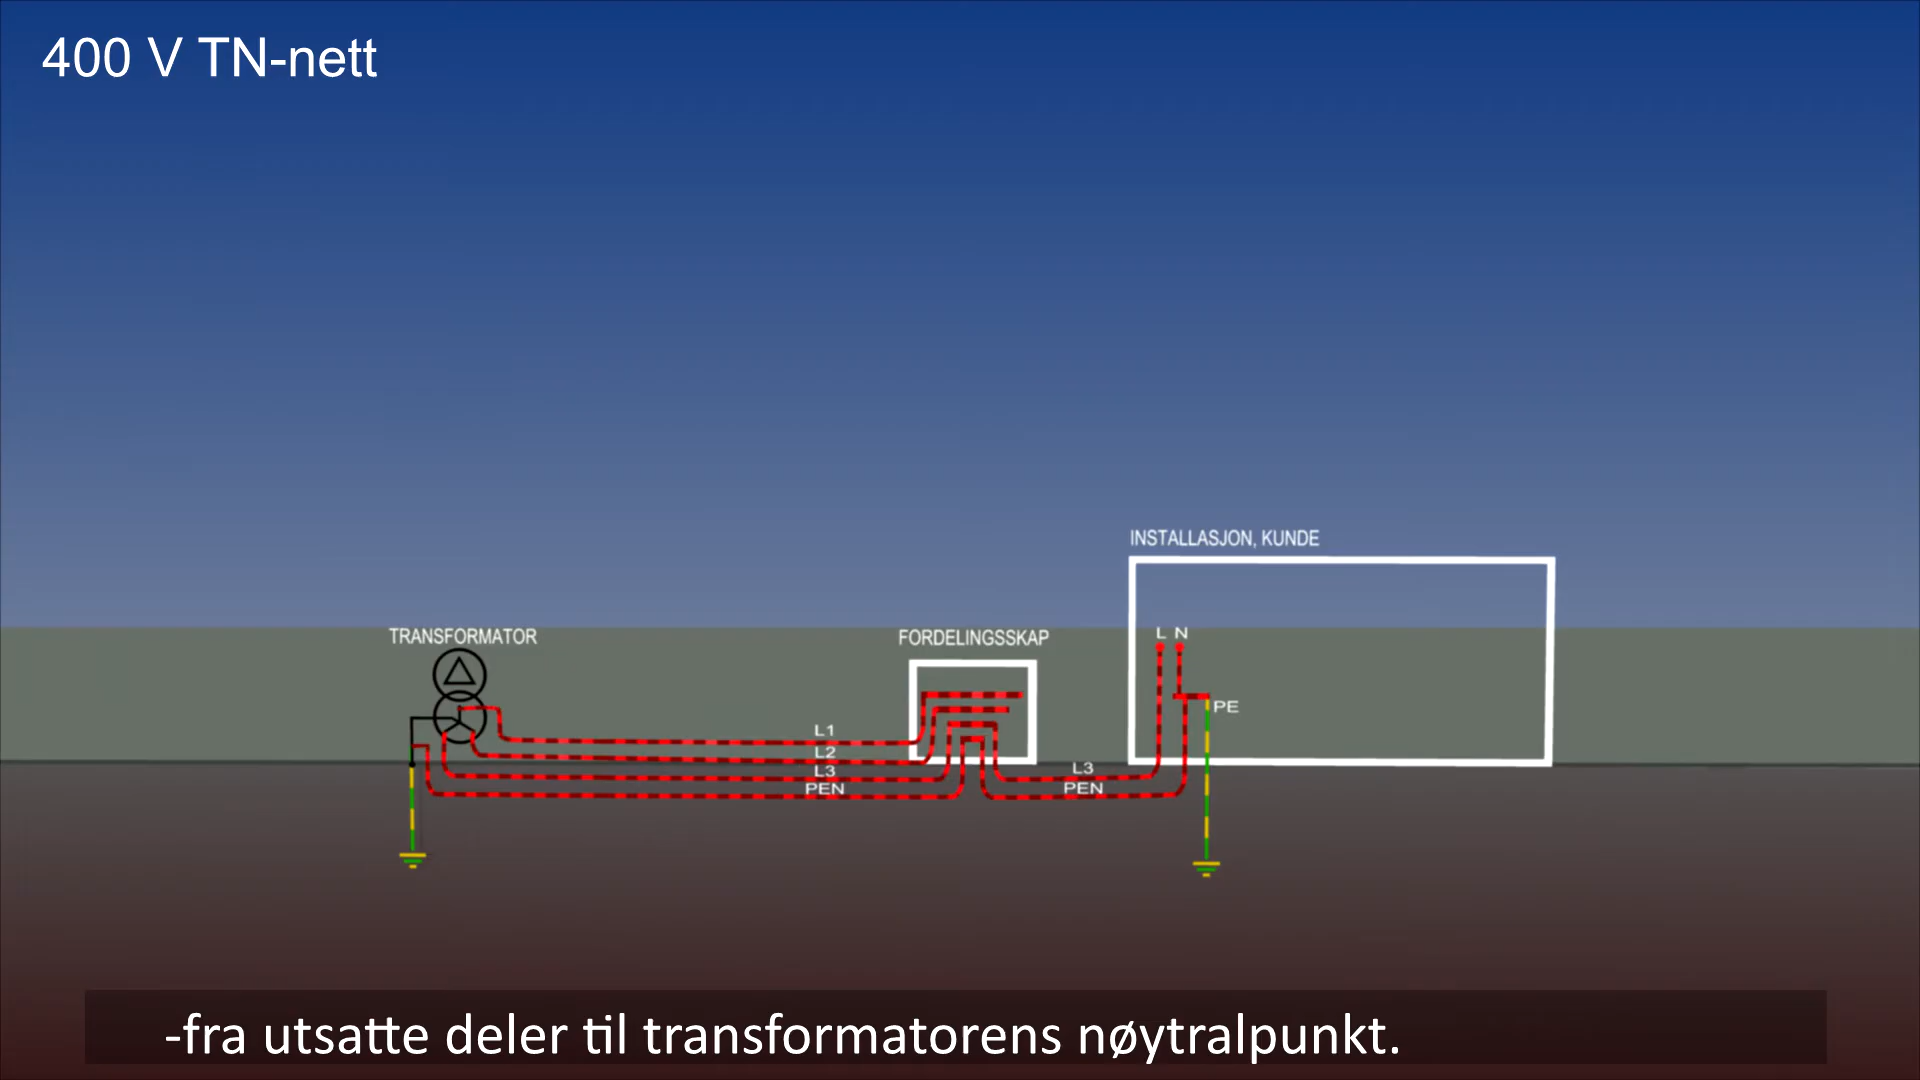 400 V TN-nett
INSTALLASJON, KUNDE
TRANSFORMATOR
FORDELINGSSKAP
L N
PE
L1
L2
L3
PEN
L3
PEN
-fra utsatte deler til transformatorens nøytralpunkt.